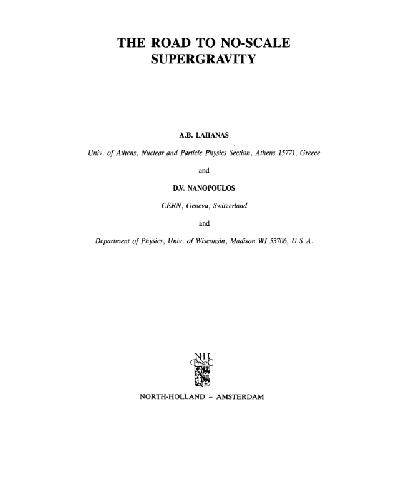 THE ROAD TO NO-SCALE
SUPERGRAVITY
A.B. LAHANAS
Univ. of Athens, Nuclear and Particle Physics Section, Athens 15771, Greece
and
D.V. NANOPOULOS
CERN, Geneva, Switzerland
and
Department of Physics, Univ. of Wisconsin, Madison WI 53706, U.S.A.
NH
NORTH-HOLLAND – AMSTERDAM